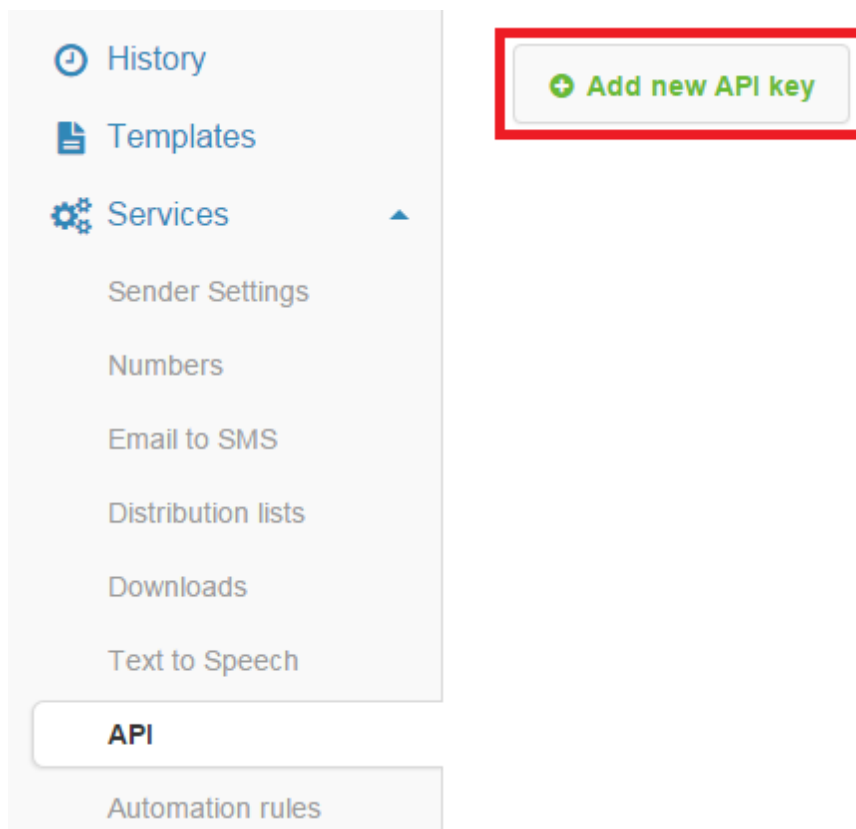 History
Templates
Services
Sender Settings
Numbers
Email to SMS
Distribution lists
Downloads
Text to Speech
API
Automation rules
Add new API key